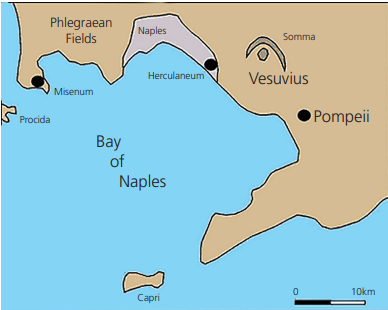 Phlegraean
Fields
Naples
Somma
Herculaneum
Vesuvius
Misenum
Procida
Pompeii
Bay
of
Naples
Capri
0 10km